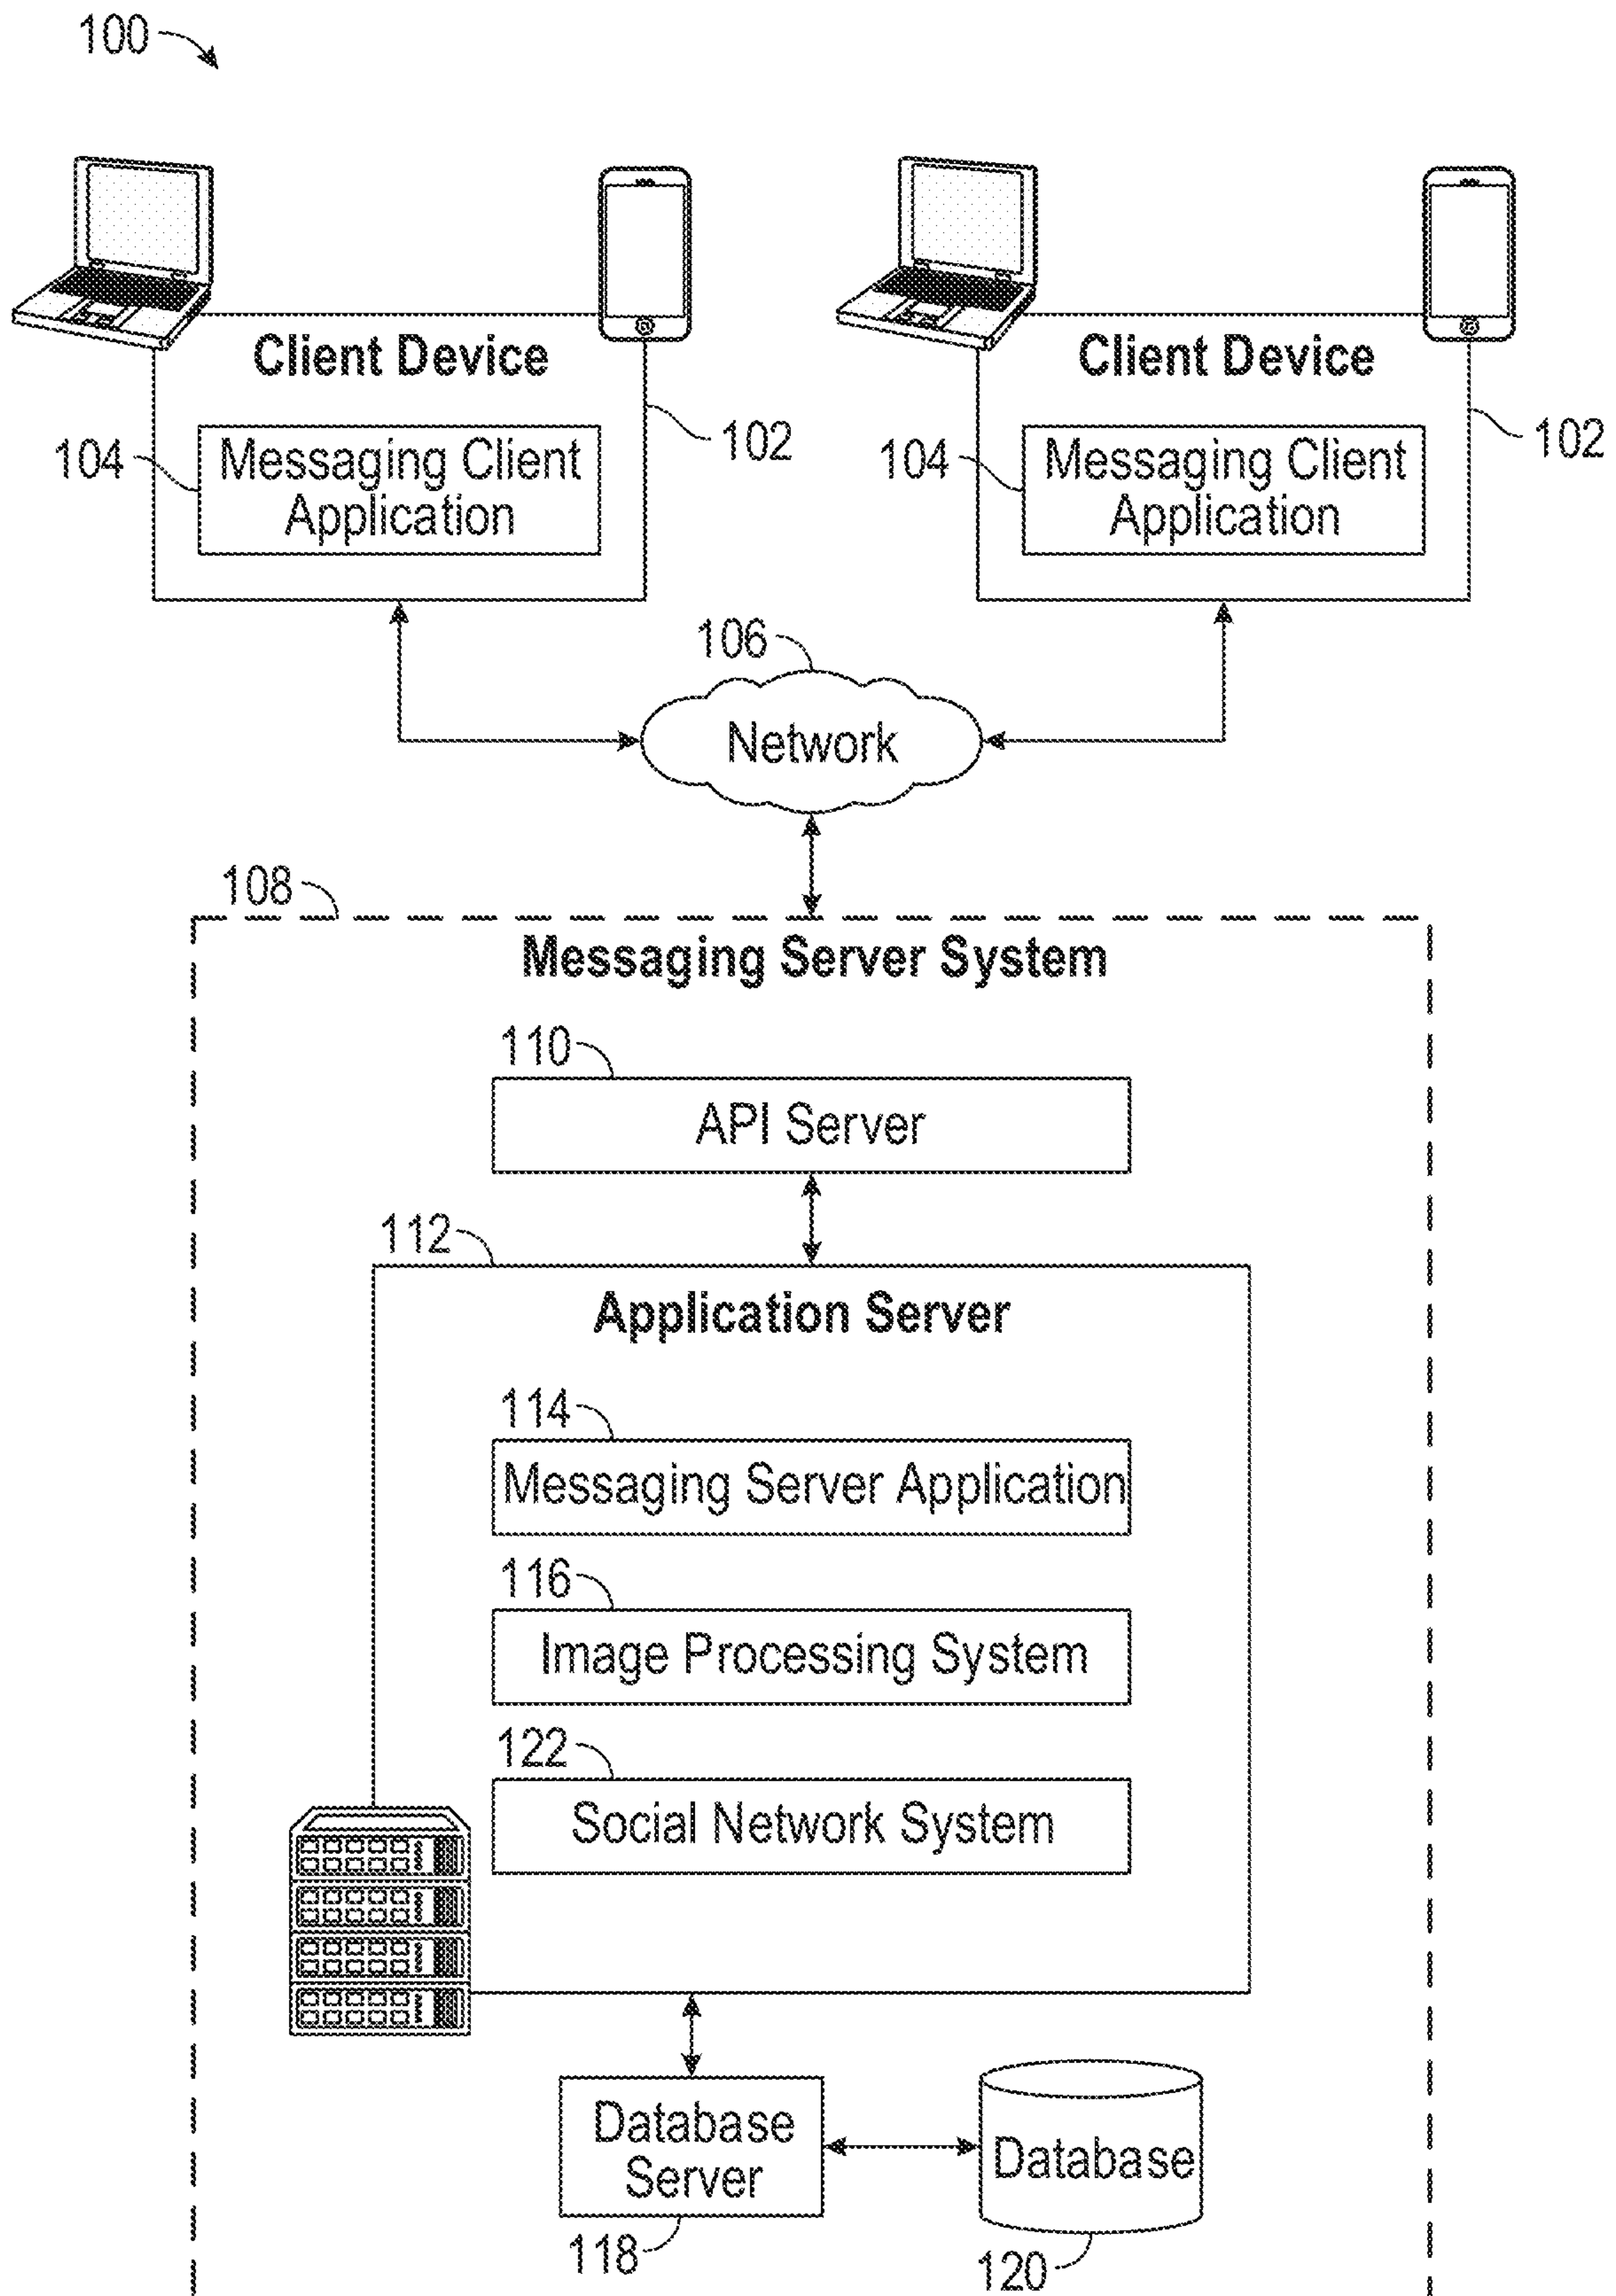 100
Client Device
Client Device
104
Messaging Client
Application
102
104
Messaging Client
Application
102
106
Network
108
Messaging Server System
110
API Server
112
Application Server
114
Messaging Server Application
116
Image Processing System
122
Social Network System
Database
Server
118
Database
120